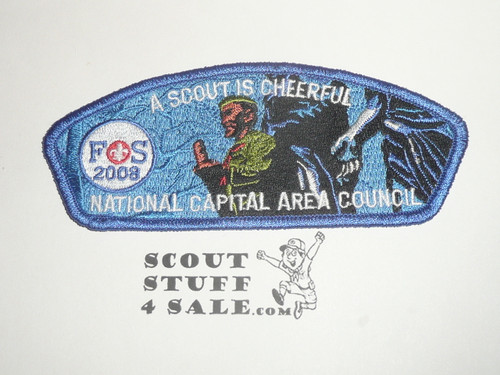 A SCOUT IS CHEERFUL
F S
2008
NATIONAL CAPITAL AREA COUNCIL
SCOUT
STUFF
4 SALE.COM